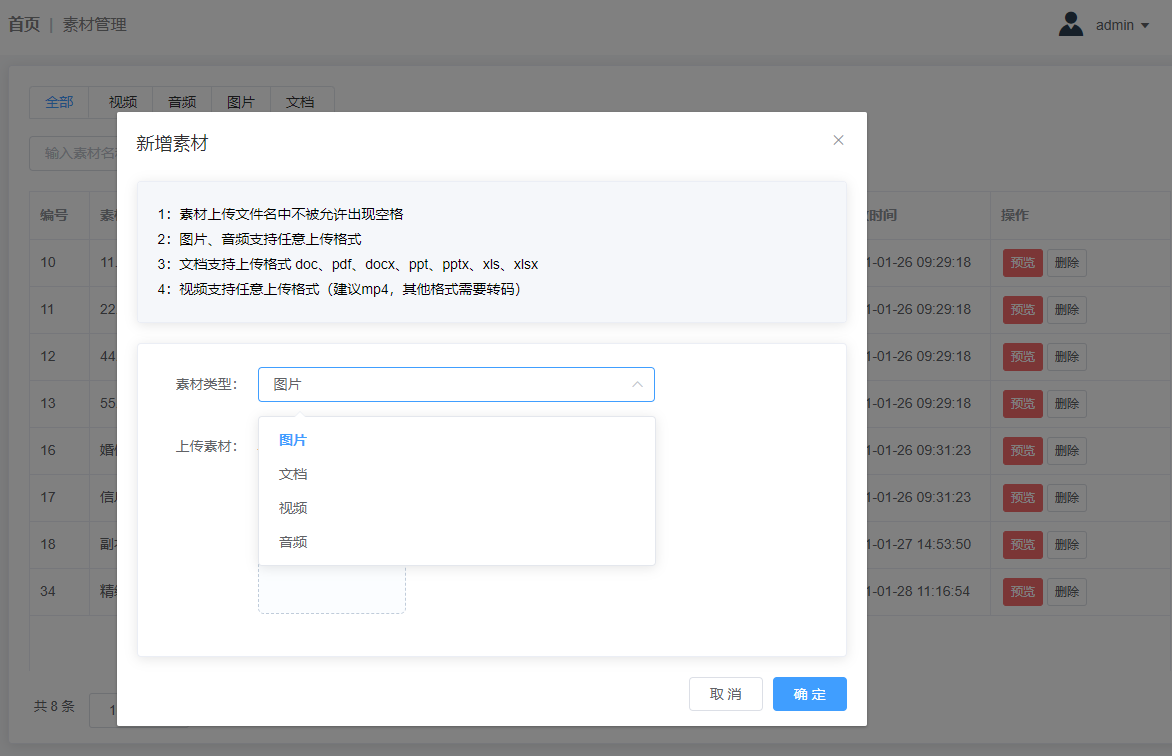 首页 | 素材管理
admin
全部 视频 音频 图片 文档
输入素材名
新增素材
1：素材上传文件名中不被允许出现空格
2：图片、音频支持任意上传格式
3：文档支持上传格式 doc、pdf、docx、ppt、pptx、xls、xlsx
4：视频支持任意上传格式（建议mp4，其他格式需要转码）
素材类型：
图片
上传素材：
图片
文档
视频
音频
取 消
确 定
编号 素 时间 操作
10 11. 1-01-26 09:29:18 预览 删除
11 22 1-01-26 09:29:18 预览 删除
12 44 1-01-26 09:29:18 预览 删除
13 55 1-01-26 09:29:18 预览 删除
16 婚 1-01-26 09:31:23 预览 删除
17 信 1-01-26 09:31:23 预览 删除
18 副 1-01-27 14:53:50 预览 删除
34 精 1-01-28 11:16:54 预览 删除
共 8 条
1